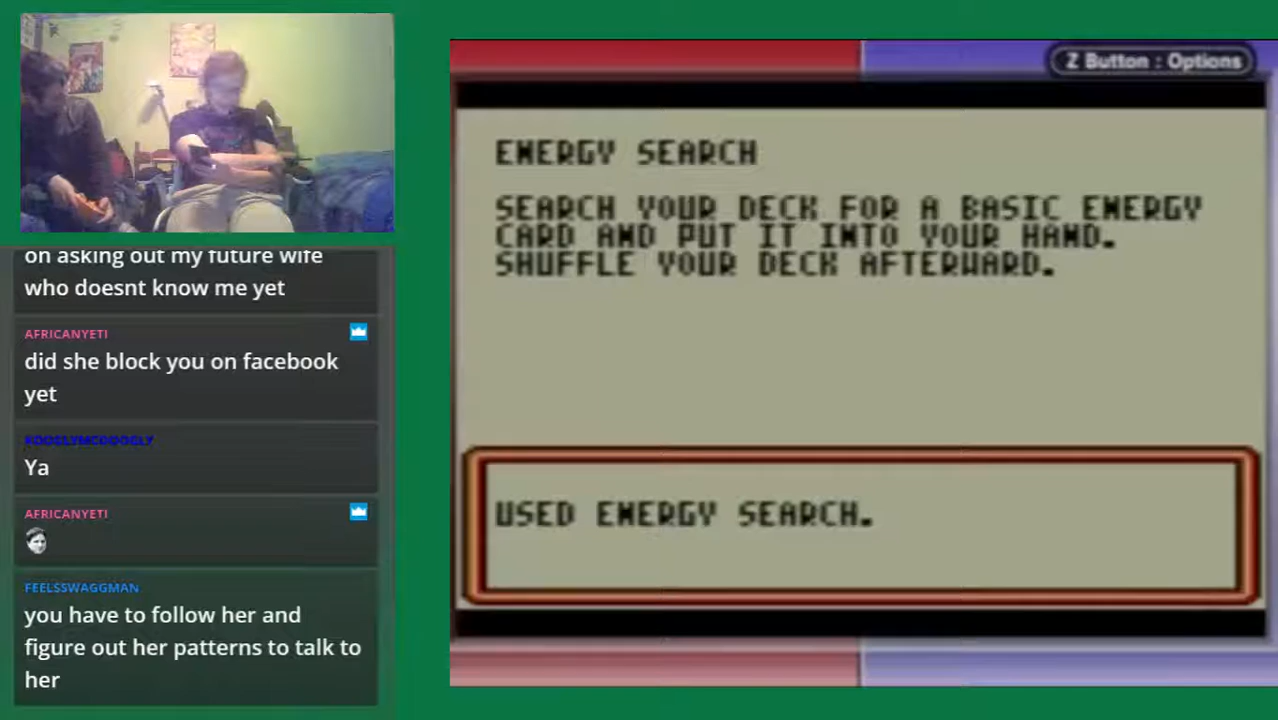 on asking out my future wife
who doesnt know me yet
AFRICANYETI
did she block you on facebook
yet
Ya
AFRICANYETI
FEELSSWAGGMAN
you have to follow her and
figure out her patterns to talk to
her
Z Button : Options
ENERGY SEARCH
SEARCH YOUR DECK FOR A BASIC ENERGY
CARD AND PUT IT INTO YOUR HAND.
SHUFFLE YOUR DECK AFTERWARD.
USED ENERGY SEARCH.